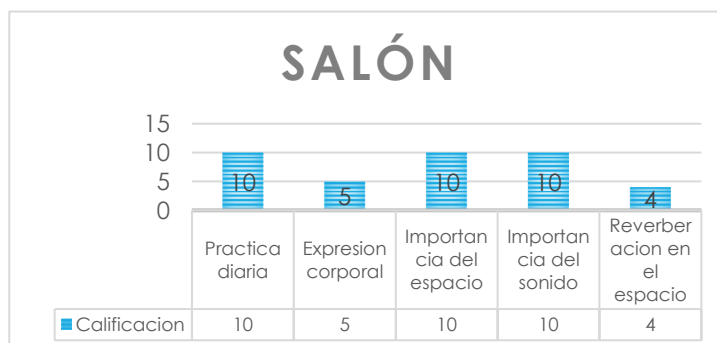 SALÓN
15
10
5
0
10
5
10
10
4
Practica diaria
Expresion corporal
Importan
cia del
espacio
Importan
cia del
sonido
Reverber
acion en
el
espacio
Calificacion 10 5 10 10 4